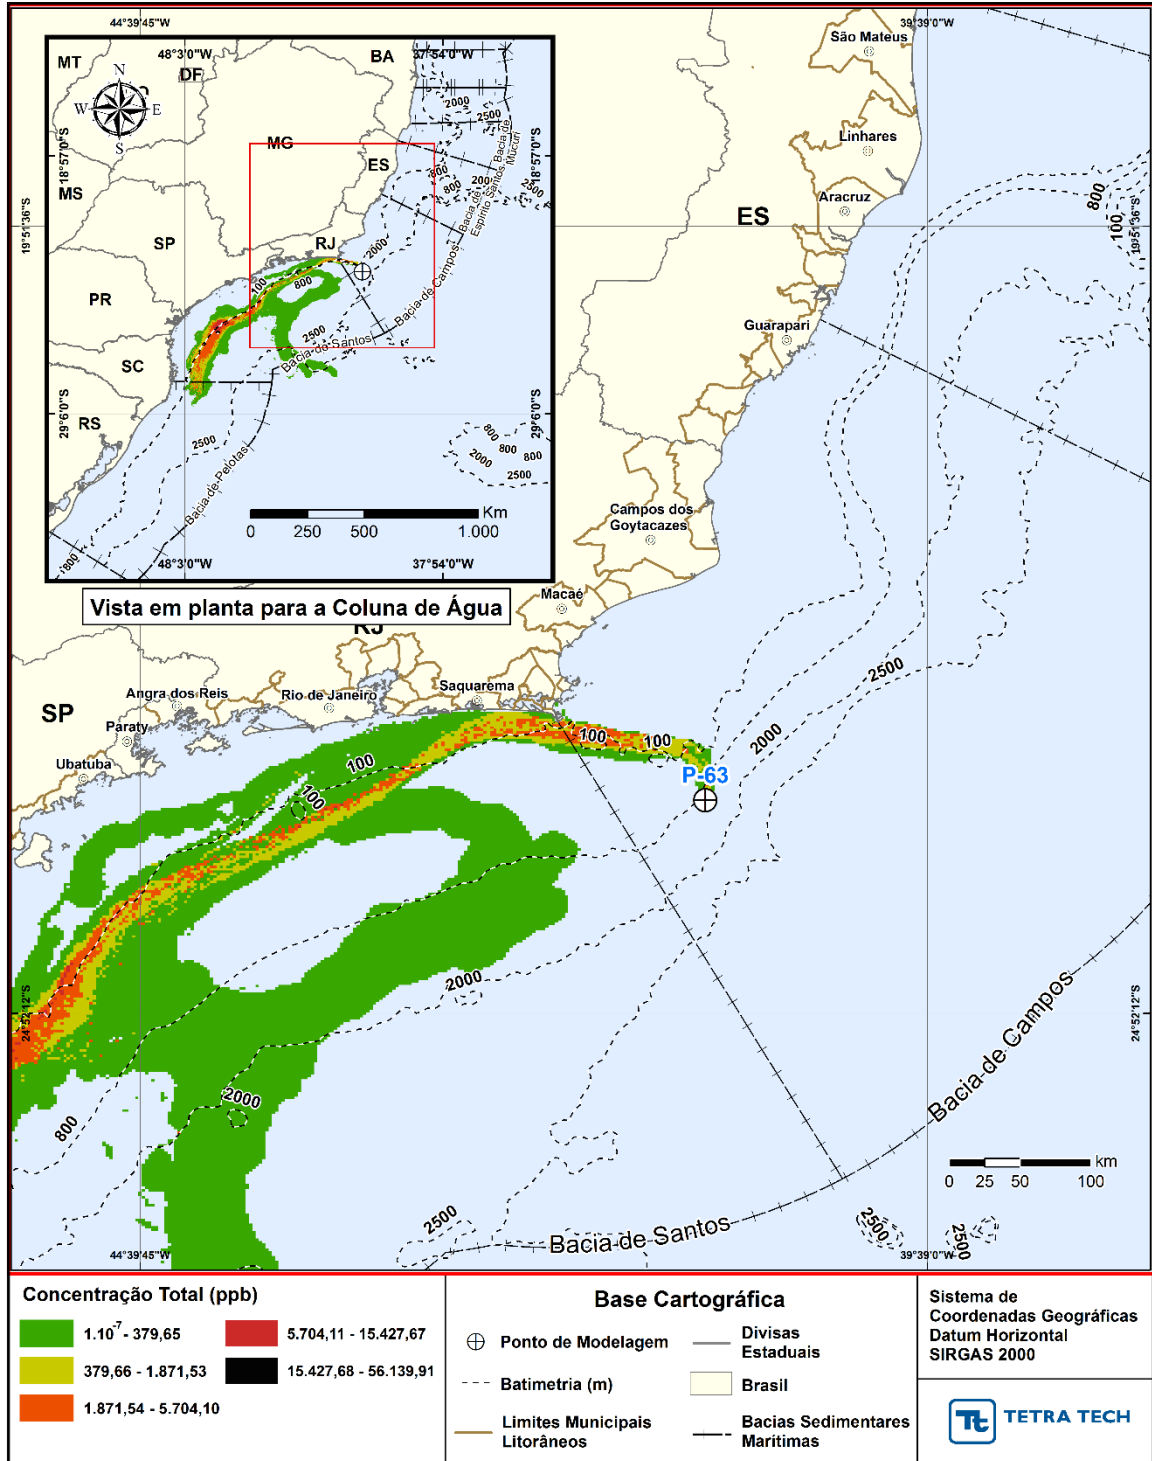 44°39'45"W
39°39'0"W
48°3'0"W
37°54'0"W
MT
DF
BA
N
W
E
S
MG
ES
MS
SP
RJ
PR
SC
RS
18°57'0"S
18°57'0"S
29°6'0"S
29°6'0"S
2000
2500
Bacia de Mucuri
800
200
800
2500
Bacia de Espírito Santos
2000
Bacia de Campos
100
800
2500
Bacia de Santos
2500
Bacia de Pelotas
800
800
800
800
2000
2500
Km
0 250 500 1.000
48°3'0"W
37°54'0"W
Vista em planta para a Coluna de Água
São Mateus
Linhares
Aracruz
ES
800
100
19°51'36"S
19°51'36"S
Guarapari
Campos dos
Goytacazes
Macaé
RJ
2500
2000
Saquarema
Angra dos Reis
Rio de Janeiro
SP
Paraty
Ubatuba
100
100
100
100
P-63
2000
2000
800
24°52'12"S
24°52'12"S
Bacia de Campos
Bacia de Santos
2500
2500
2500
km
0 25 50 100
44°39'45"W
39°39'0"W
Concentração Total (ppb)
1.10⁻⁷ - 379,65
379,66 - 1.871,53
1.871,54 - 5.704,10
5.704,11 - 15.427,67
15.427,68 - 56.139,91
Base Cartográfica
Ponto de Modelagem
Batimetria (m)
Limites Municipais
Litorâneos
Divisas
Estaduais
Brasil
Bacias Sedimentares
Maritimas
Sistema de
Coordenadas Geográficas
Datum Horizontal
SIRGAS 2000
Tt TETRA TECH